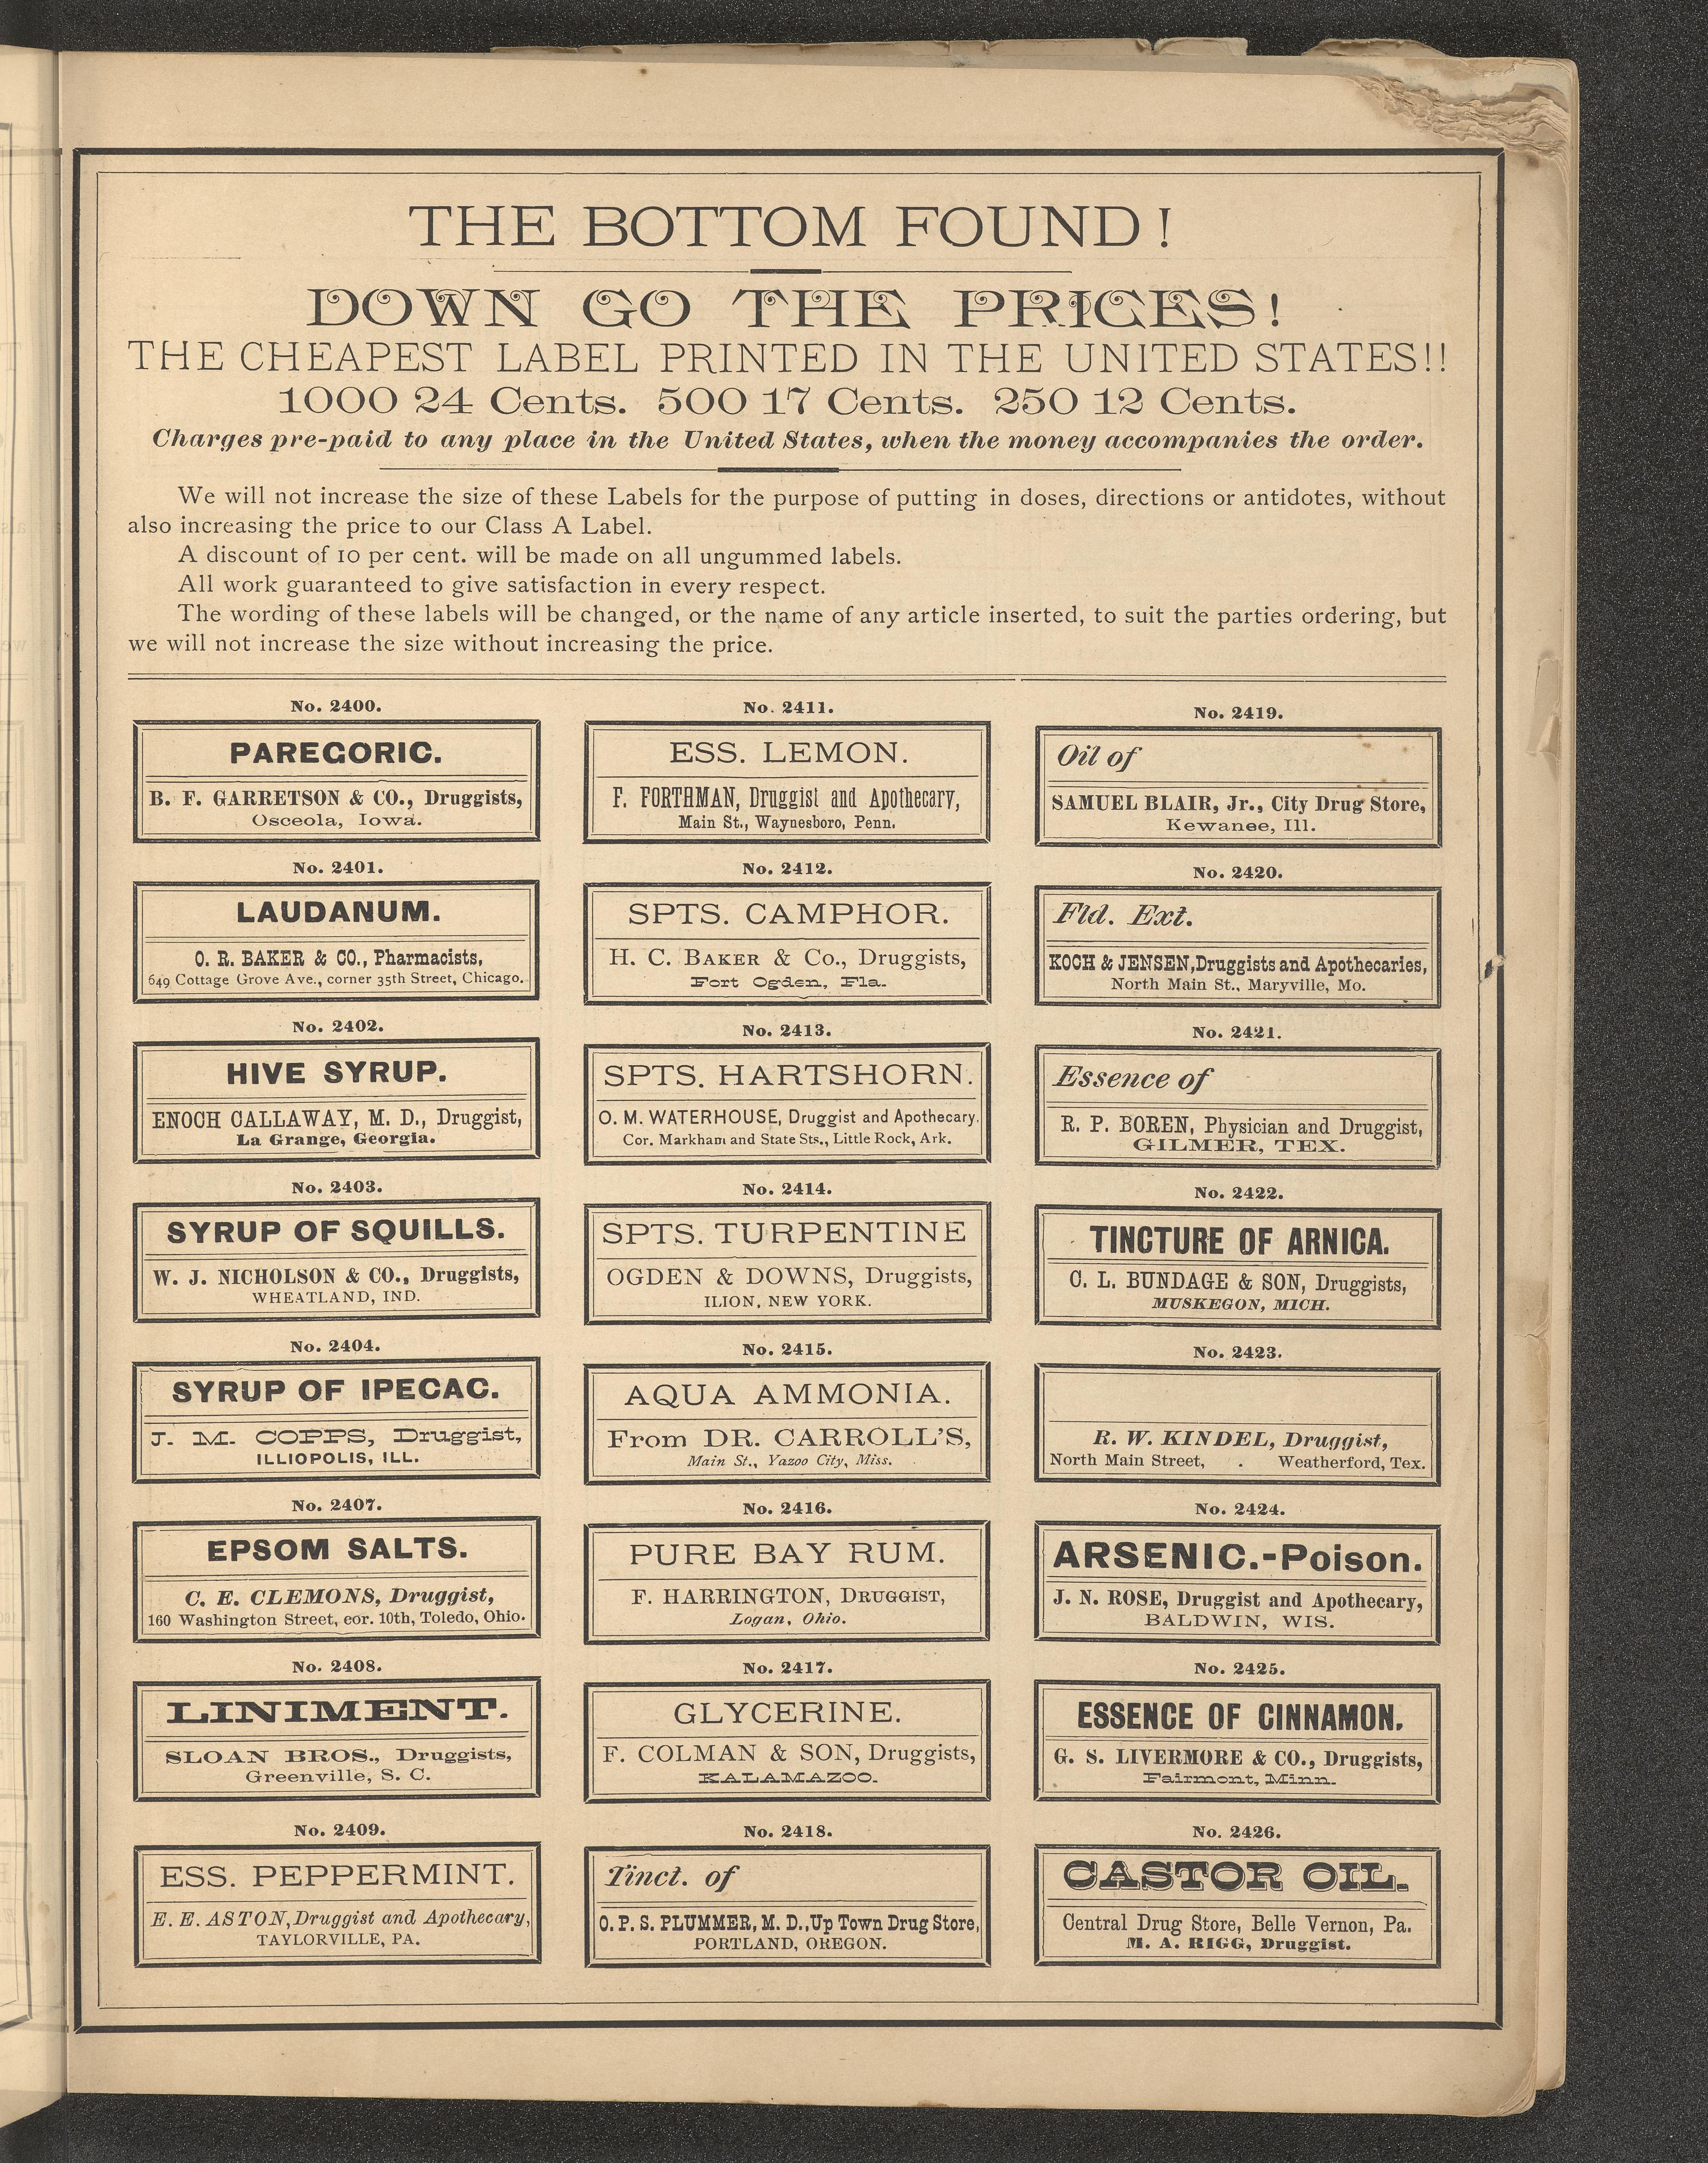 THE BOTTOM FOUND!
DOWN GO THE PRICES!
THE CHEAPEST LABEL PRINTED IN THE UNITED STATES!!
1000 24 Cents. 500 17 Cents. 250 12 Cents.
Charges pre-paid to any place in the United States, when the money accompanies the order.
We will not increase the size of these Labels for the purpose of putting in doses, directions or antidotes, without
also increasing the price to our Class A Label.
A discount of 10 per cent. will be made on all ungummed labels.
All work guaranteed to give satisfaction in every respect.
The wording of these labels will be changed, or the name of any article inserted, to suit the parties ordering, but
we will not increase the size without increasing the price.
No. 2400.
PAREGORIC.
B. F. GARRETSON & CO., Druggists,
Osceola, Iowa.
No. 2401.
LAUDANUM.
O. R. BAKER & CO., Pharmacists,
649 Cottage Grove Ave., corner 35th Street, Chicago.
No. 2402.
HIVE SYRUP.
ENOCH CALLAWAY, M. D., Druggist,
La Grange, Georgia.
No. 2403.
SYRUP OF SQUILLS.
W. J. NICHOLSON & CO., Druggists,
WHEATLAND, IND.
No. 2404.
SYRUP OF IPECAC.
J. M. COPPS, Druggist,
ILLIOPOLIS, ILL.
No. 2407.
EPSOM SALTS.
C. E. CLEMONS, Druggist,
160 Washington Street, cor. 10th, Toledo, Ohio.
No. 2408.
LINIMENT.
SLOAN BROS., Druggists,
Greenville, S. C.
No. 2409.
ESS. PEPPERMINT.
E. E. ASTON, Druggist and Apothecary,
TAYLORVILLE, PA.
No. 2411.
ESS. LEMON.
F. FORTHMAN, Druggist and Apothecary,
Main St., Waynesboro, Penn.
No. 2412.
SPTS. CAMPHOR.
H. C. BAKER & Co., Druggists,
Fort Ogden, Fla.
No. 2413.
SPTS. HARTSHORN.
O. M. WATERHOUSE, Druggist and Apothecary.
Cor. Markham and State Sts., Little Rock, Ark.
No. 2414.
SPTS. TURPENTINE
OGDEN & DOWNS, Druggists,
ILION, NEW YORK.
No. 2415.
AQUA AMMONIA.
From DR. CARROLL'S,
Main St., Yazoo City, Miss.
No. 2416.
PURE BAY RUM.
F. HARRINGTON, DRUGGIST,
Logan, Ohio.
No. 2417.
GLYCERINE.
F. COLMAN & SON, Druggists,
KALAMAZOO.
No. 2418.
Tinct. of
O. P. S. PLUMMER, M. D., Up Town Drug Store,
PORTLAND, OREGON.
No. 2419.
Oil of
SAMUEL BLAIR, Jr., City Drug Store,
Kewanee, Ill.
No. 2420.
Fld. Ext.
KOCH & JENSEN, Druggists and Apothecaries,
North Main St., Maryville, Mo.
No. 2421.
Essence of
R. P. BOREN, Physician and Druggist,
GILMER, TEX.
No. 2422.
TINCTURE OF ARNICA.
C. L. BUNDAGE & SON, Druggists,
MUSKEGON, MICH.
No. 2423.
R. W. KINDEL, Druggist,
North Main Street, . Weatherford, Tex.
No. 2424.
ARSENIC.-Poison.
J. N. ROSE, Druggist and Apothecary,
BALDWIN, WIS.
No. 2425.
ESSENCE OF CINNAMON.
G. S. LIVERMORE & CO., Druggists,
Fairmont, Minn.
No. 2426.
CASTOR OIL.
Central Drug Store, Belle Vernon, Pa.
M. A. RIGG, Druggist.